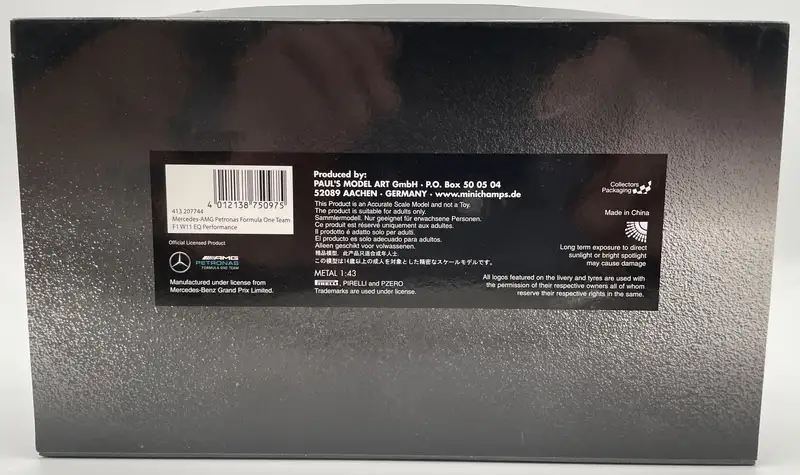 4 012138 750975
413 207744
Mercedes-AMG Petronas Formula One Team
F1 W11 EQ Performance
Official Licensed Product
AMG
PETRONAS
FORMULA ONE TEAM
Manufactured under license from
Mercedes-Benz Grand Prix Limited.
Produced by:
PAUL'S MODEL ART GmbH · P.O. Box 50 05 04
52089 AACHEN · GERMANY · www.minichamps.de
This Product is an Accurate Scale Model and not a Toy.
The product is suitable for adults only.
Sammlermodell. Nur geeignet für erwachsene Personen.
Ce produit est réservé uniquement aux adultes.
Il prodotto é adatto solo per adulti.
El producto es solo adecuado para adultos.
Alleen geschikt voor volwassenen.
精品模型，此产品只适合成年人士.
この模型は14歳以上の成人を対象とした精密なスケールモデルです。
METAL 1:43
PIRELLI, PIRELLI and PZERO
Trademarks are used under license.
Collectors
Packaging
Made in China
Long term exposure to direct
sunlight or bright spotlight
may cause damage
All logos featured on the livery and tyres are used with
the permission of their respective owners all of whom
reserve their respective rights in the same.